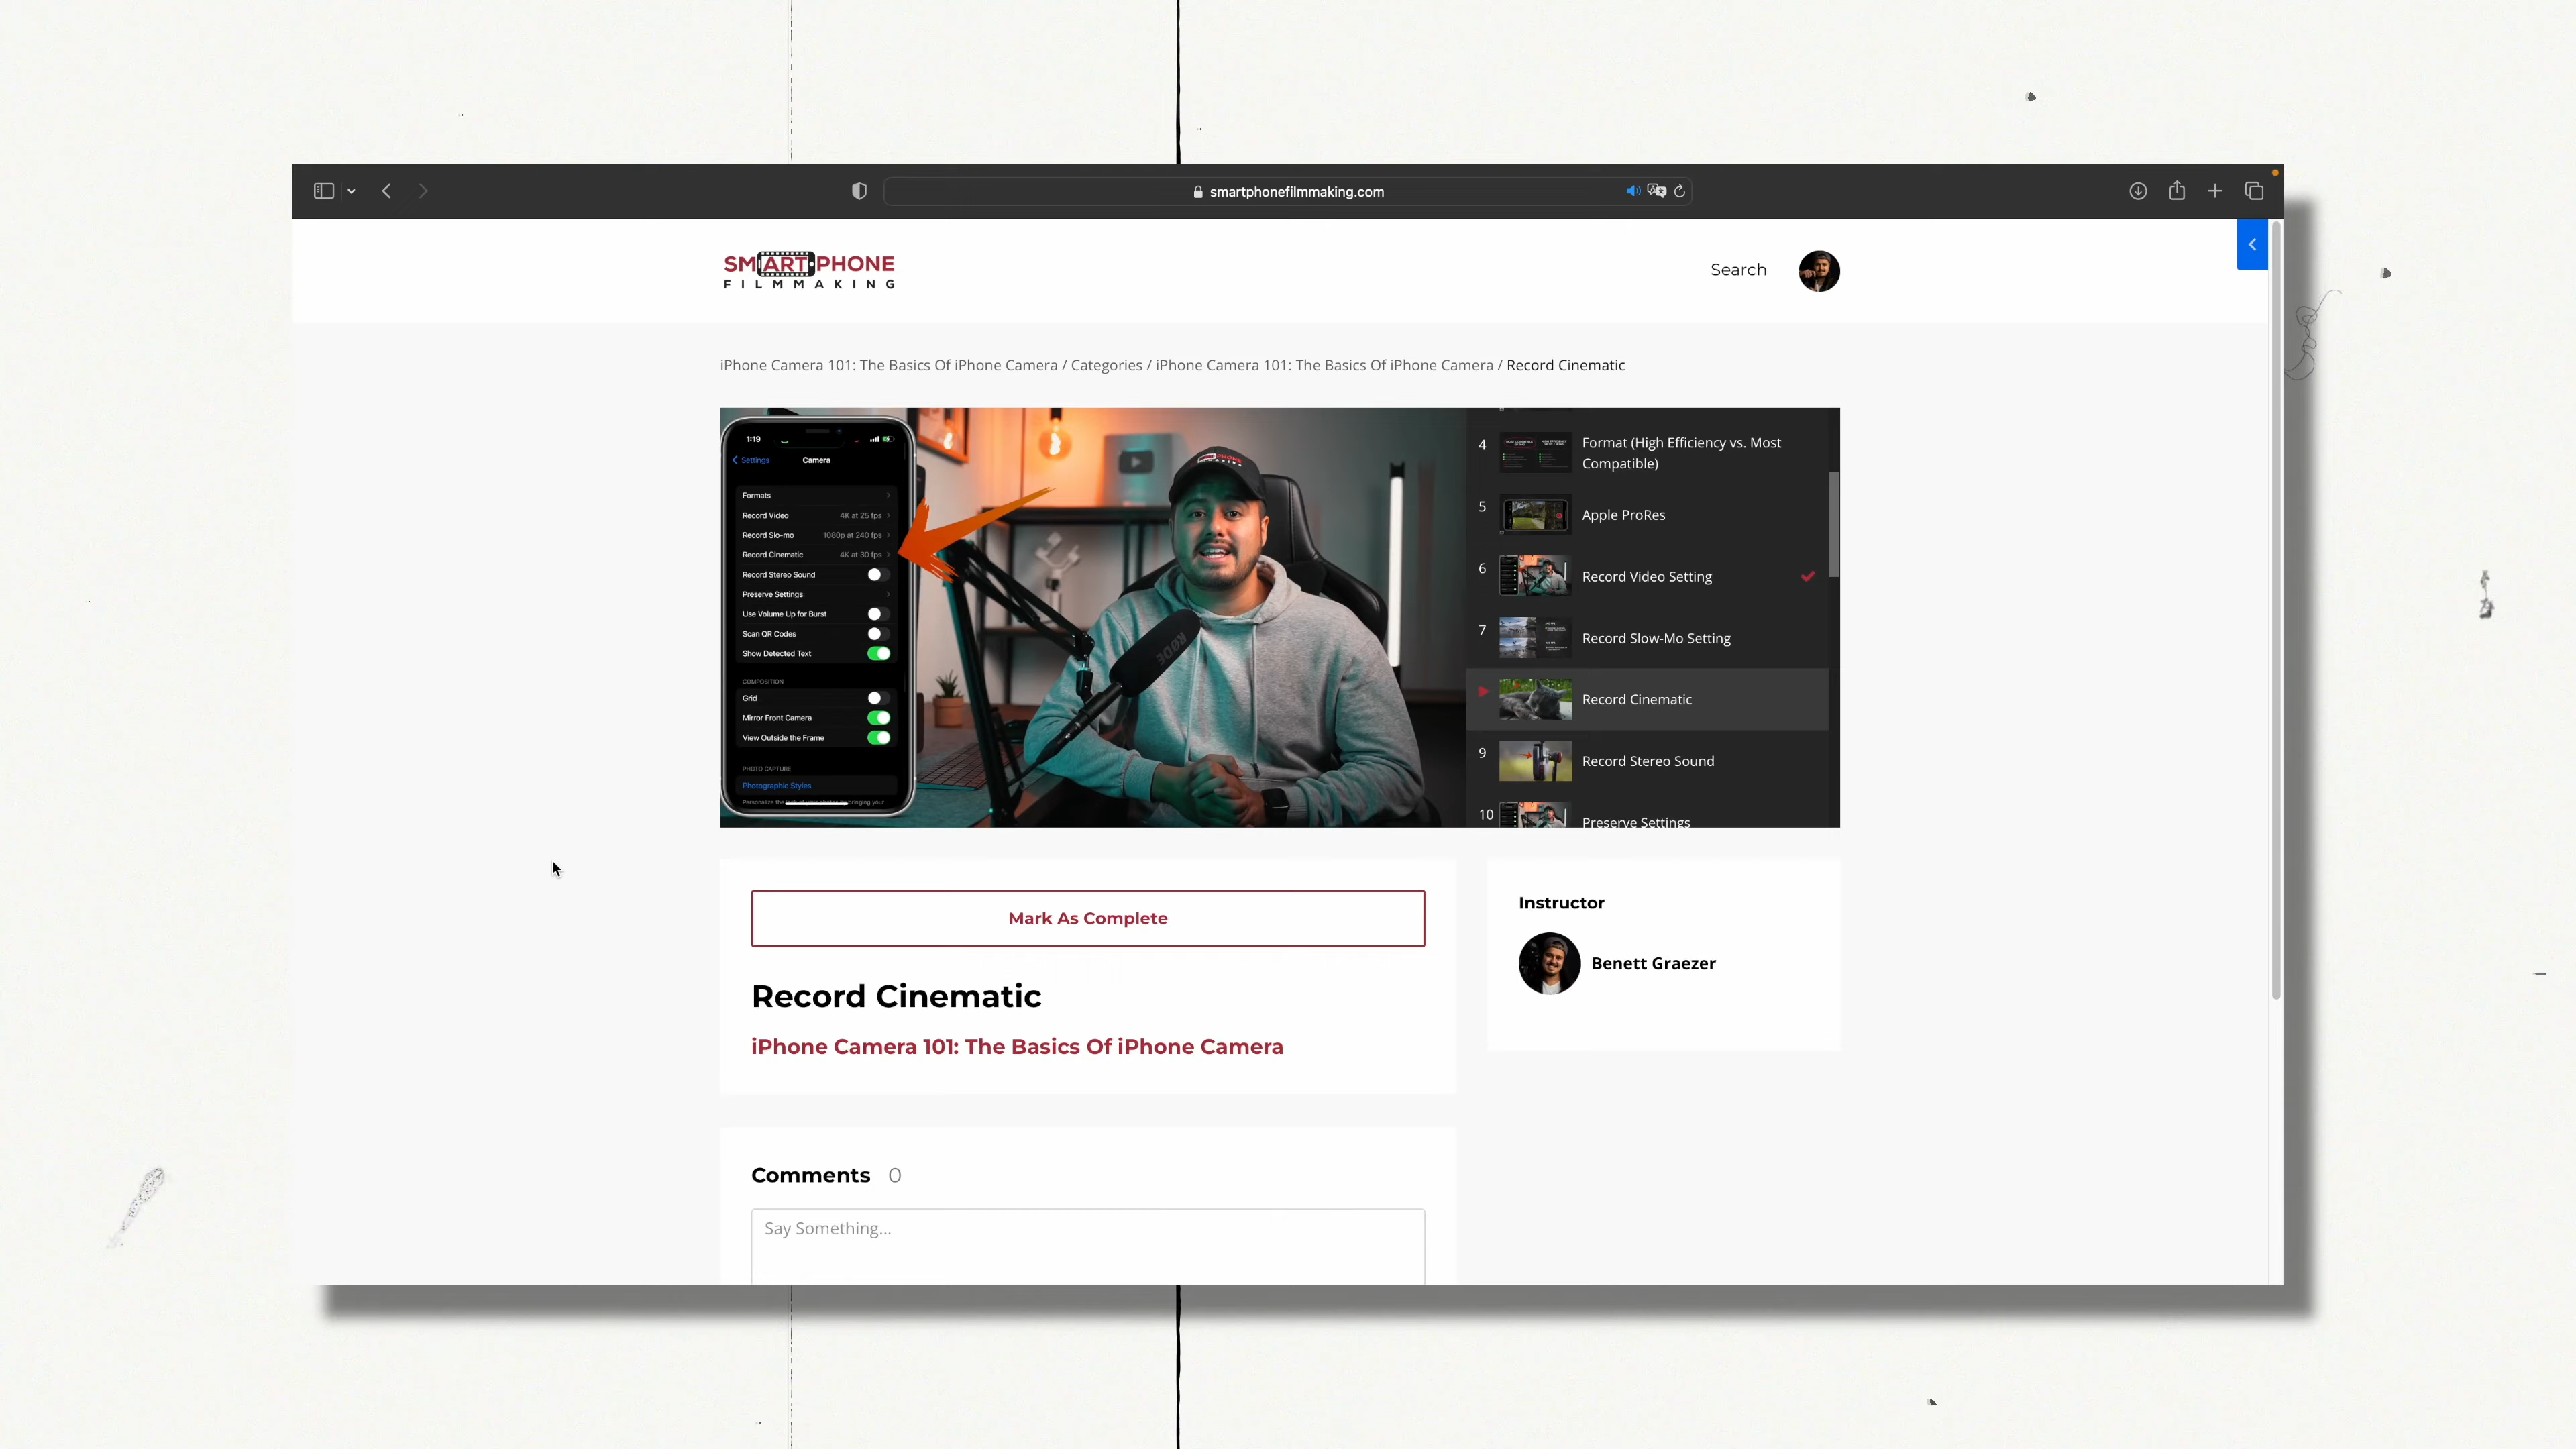 smartphonefilmmaking.com
SMARTPHONE
FILMMAKING
Search
iPhone Camera 101: The Basics Of iPhone Camera / Categories / iPhone Camera 101: The Basics Of iPhone Camera / Record Cinematic
1:19
Settings
Camera
Formats
Record Video 4K at 25 fps
Record Slo-mo 1080p at 240 fps
Record Cinematic 4K at 30 fps
Record Stereo Sound
Preserve Settings
Use Volume Up for Burst
Scan QR Codes
Show Detected Text
COMPOSITION
Grid
Mirror Front Camera
View Outside the Frame
PHOTO CAPTURE
Photographic Styles
RØDE
4
Format (High Efficiency vs. Most
Compatible)
5
Apple ProRes
6
Record Video Setting
7
Record Slow-Mo Setting
Record Cinematic
9
Record Stereo Sound
10
Preserve Settings
Mark As Complete
Record Cinematic
iPhone Camera 101: The Basics Of iPhone Camera
Instructor
Benett Graezer
Comments 0
Say Something...